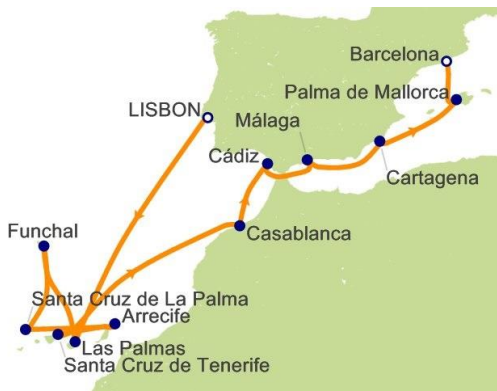 Barcelona
Palma de Mallorca
LISBON
Málaga
Cádiz
Cartagena
Funchal
Casablanca
Santa Cruz de La Palma
Arrecife
Las Palmas
Santa Cruz de Tenerife